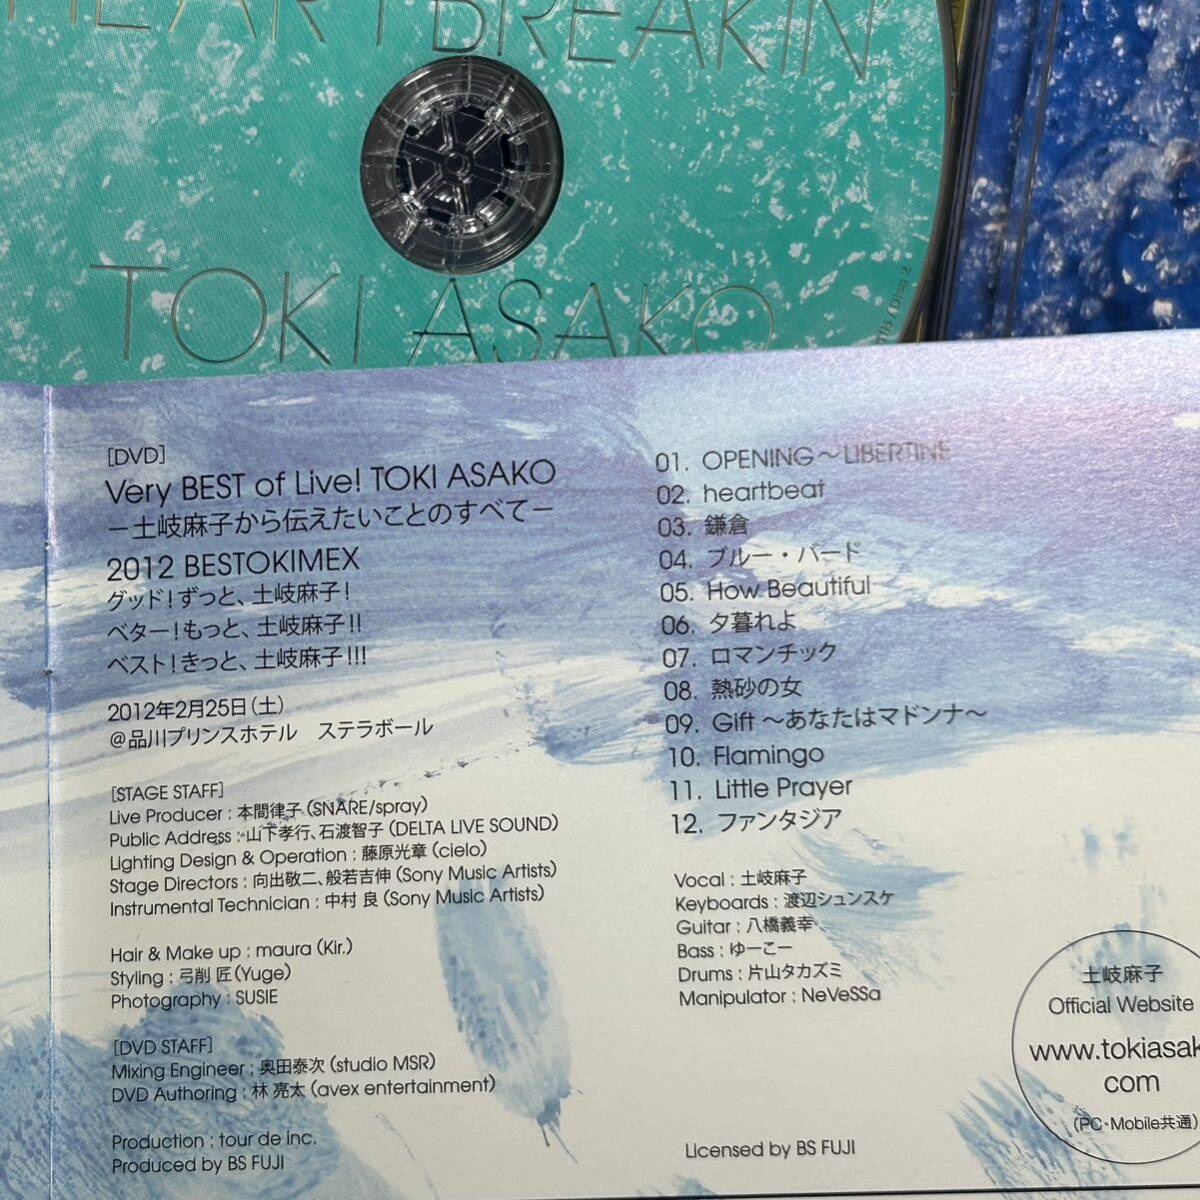 HEART BREAKIN'
TOKI ASAKO
Disc 2
[DVD]
Very BEST of Live! TOKI ASAKO
－土岐麻子から伝えたいことのすべて－
2012 BESTOKIMEX
グッド！ずっと、土岐麻子！
ベター！もっと、土岐麻子！！
ベスト！きっと、土岐麻子！！！
2012年2月25日（土）
@品川プリンスホテル　ステラボール
[STAGE STAFF]
Live Producer : 本間律子（SNARE/spray）
Public Address : 山下孝行、石渡智子（DELTA LIVE SOUND）
Lighting Design & Operation : 藤原光章（cielo）
Stage Directors : 向出敬二、般若吉伸（Sony Music Artists）
Instrumental Technician : 中村 良（Sony Music Artists）
Hair & Make up : maura（Kir.）
Styling : 弓削 匠（Yuge）
Photography : SUSIE
[DVD STAFF]
Mixing Engineer : 奥田泰次（studio MSR）
DVD Authoring : 林 亮太（avex entertainment）
Production : tour de inc.
Produced by BS FUJI
01. OPENING～LIBERTINE
02. heartbeat
03. 鎌倉
04. ブルー・バード
05. How Beautiful
06. 夕暮れよ
07. ロマンチック
08. 熱砂の女
09. Gift ～あなたはマドンナ～
10. Flamingo
11. Little Prayer
12. ファンタジア
Vocal : 土岐麻子
Keyboards : 渡辺シュンスケ
Guitar : 八橋義幸
Bass : ゆーこー
Drums : 片山タカズミ
Manipulator : NeVeSSa
Licensed by BS FUJI
土岐麻子
Official Website
www.tokiasak
com
（PC・Mobile共通）